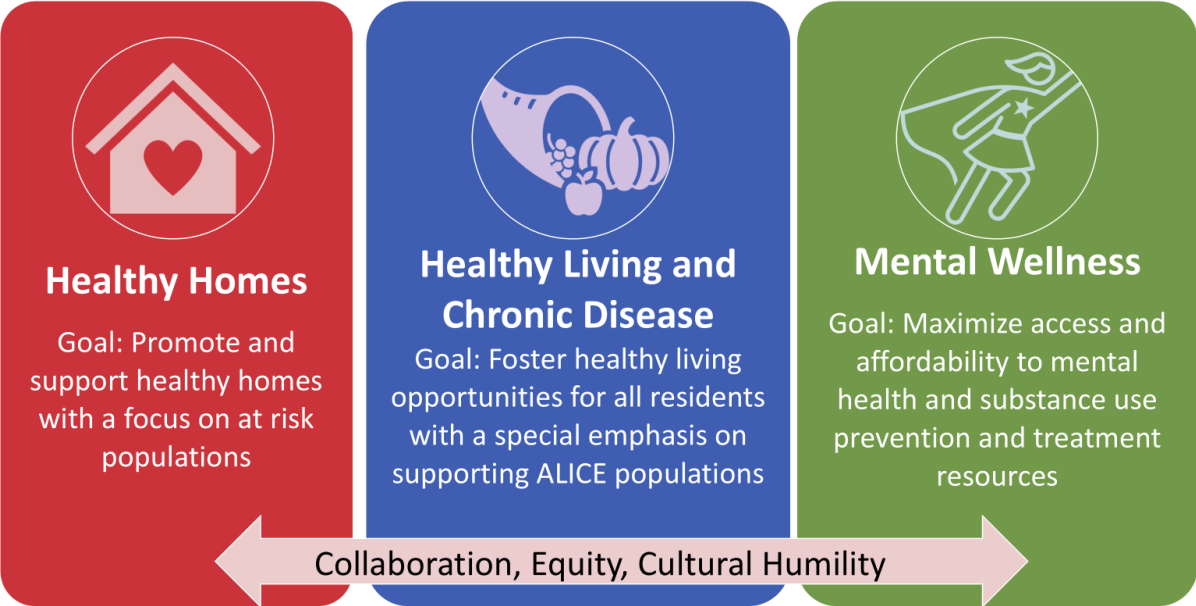 Healthy Homes
Goal: Promote and
support healthy homes
with a focus on at risk
populations
Healthy Living and
Chronic Disease
Goal: Foster healthy living
opportunities for all residents
with a special emphasis on
supporting ALICE populations
Mental Wellness
Goal: Maximize access and
affordability to mental
health and substance use
prevention and treatment
resources
Collaboration, Equity, Cultural Humility